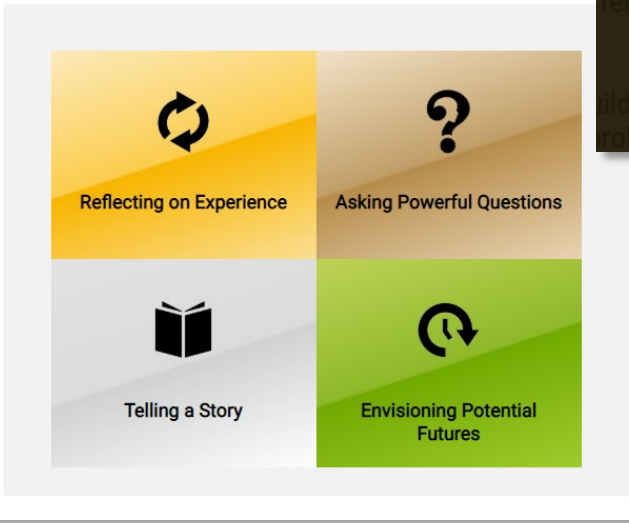 Reflecting on Experience
Asking Powerful Questions
Telling a Story
Envisioning Potential
Futures